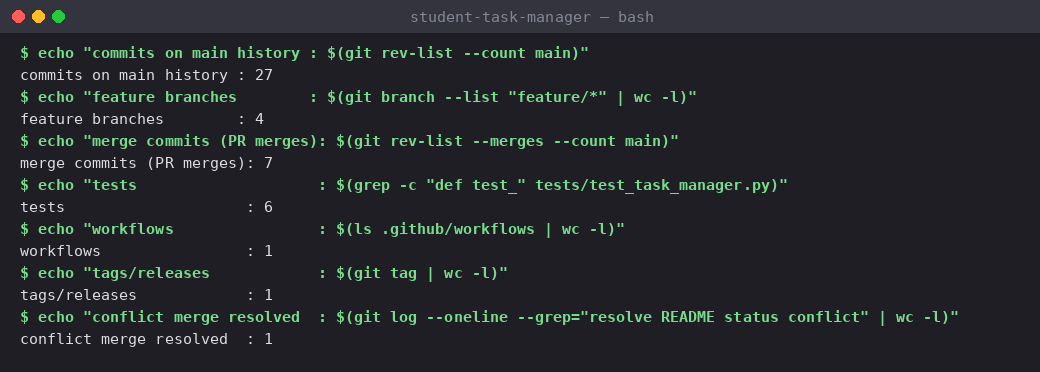 student-task-manager — bash
$ echo "commits on main history : $(git rev-list --count main)"
commits on main history : 27
$ echo "feature branches        : $(git branch --list "feature/*" | wc -l)"
feature branches        : 4
$ echo "merge commits (PR merges): $(git rev-list --merges --count main)"
merge commits (PR merges): 7
$ echo "tests                    : $(grep -c "def test_" tests/test_task_manager.py)"
tests                    : 6
$ echo "workflows                : $(ls .github/workflows | wc -l)"
workflows                : 1
$ echo "tags/releases            : $(git tag | wc -l)"
tags/releases            : 1
$ echo "conflict merge resolved  : $(git log --oneline --grep="resolve README status conflict" | wc -l)"
conflict merge resolved  : 1